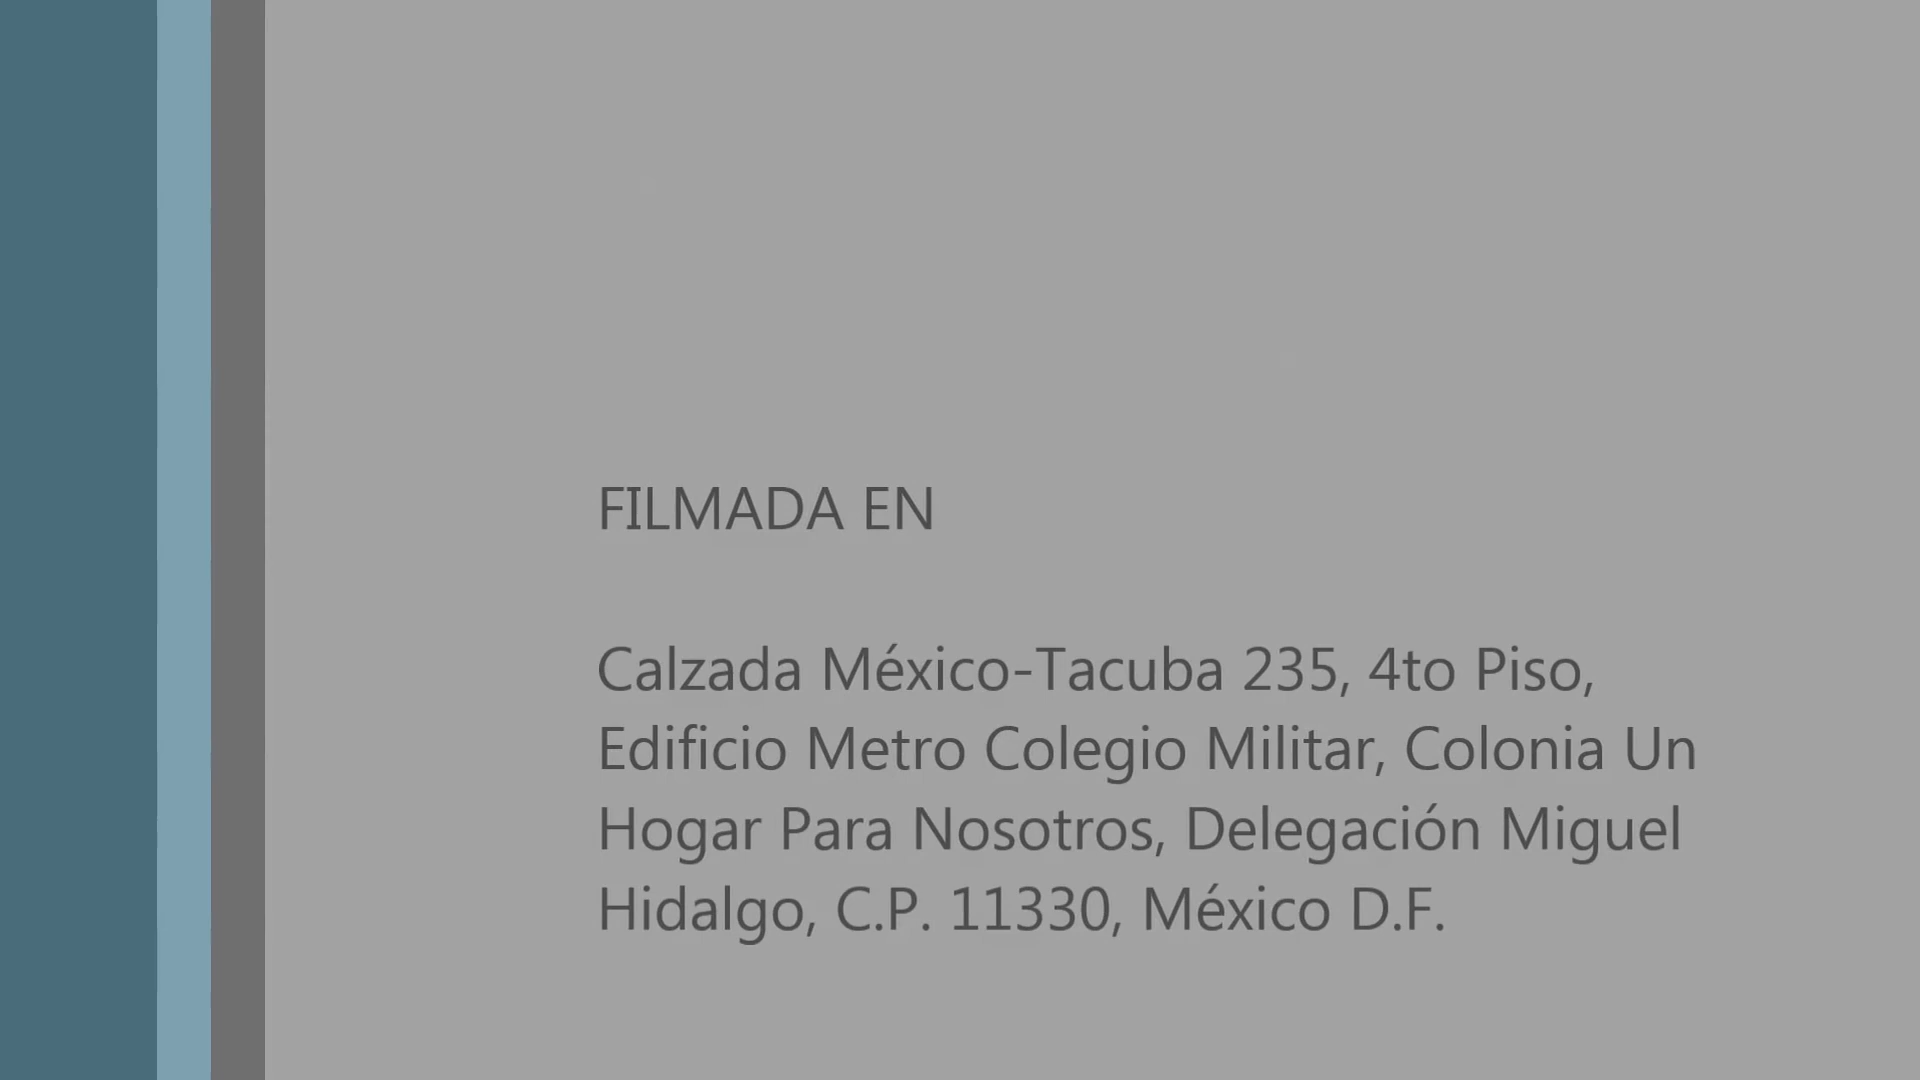 FILMADA EN
Calzada México-Tacuba 235, 4to Piso,
Edificio Metro Colegio Militar, Colonia Un
Hogar Para Nosotros, Delegación Miguel
Hidalgo, C.P. 11330, México D.F.